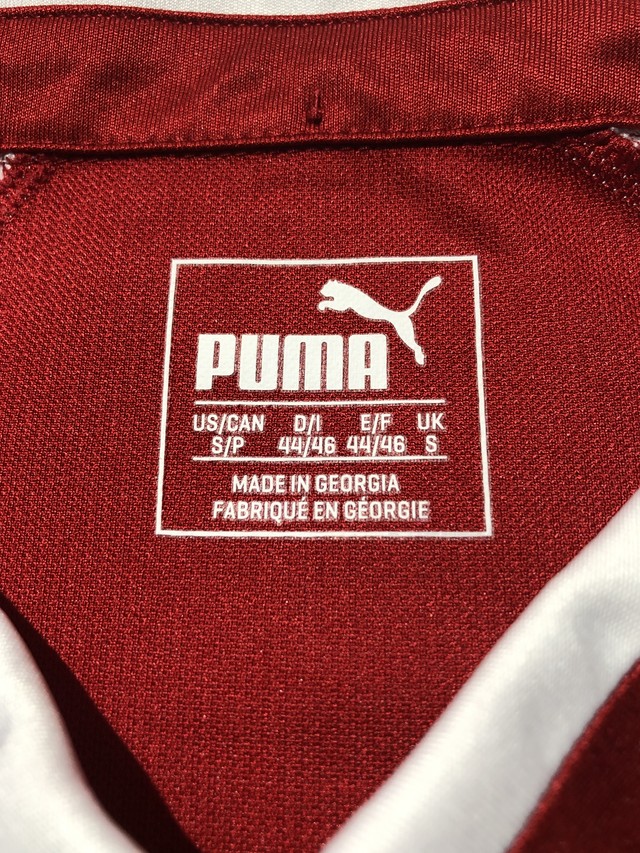 PUMA
US/CAN D/I E/F UK
S/P 44/46 44/46 S
MADE IN GEORGIA
FABRIQUÉ EN GÉORGIE